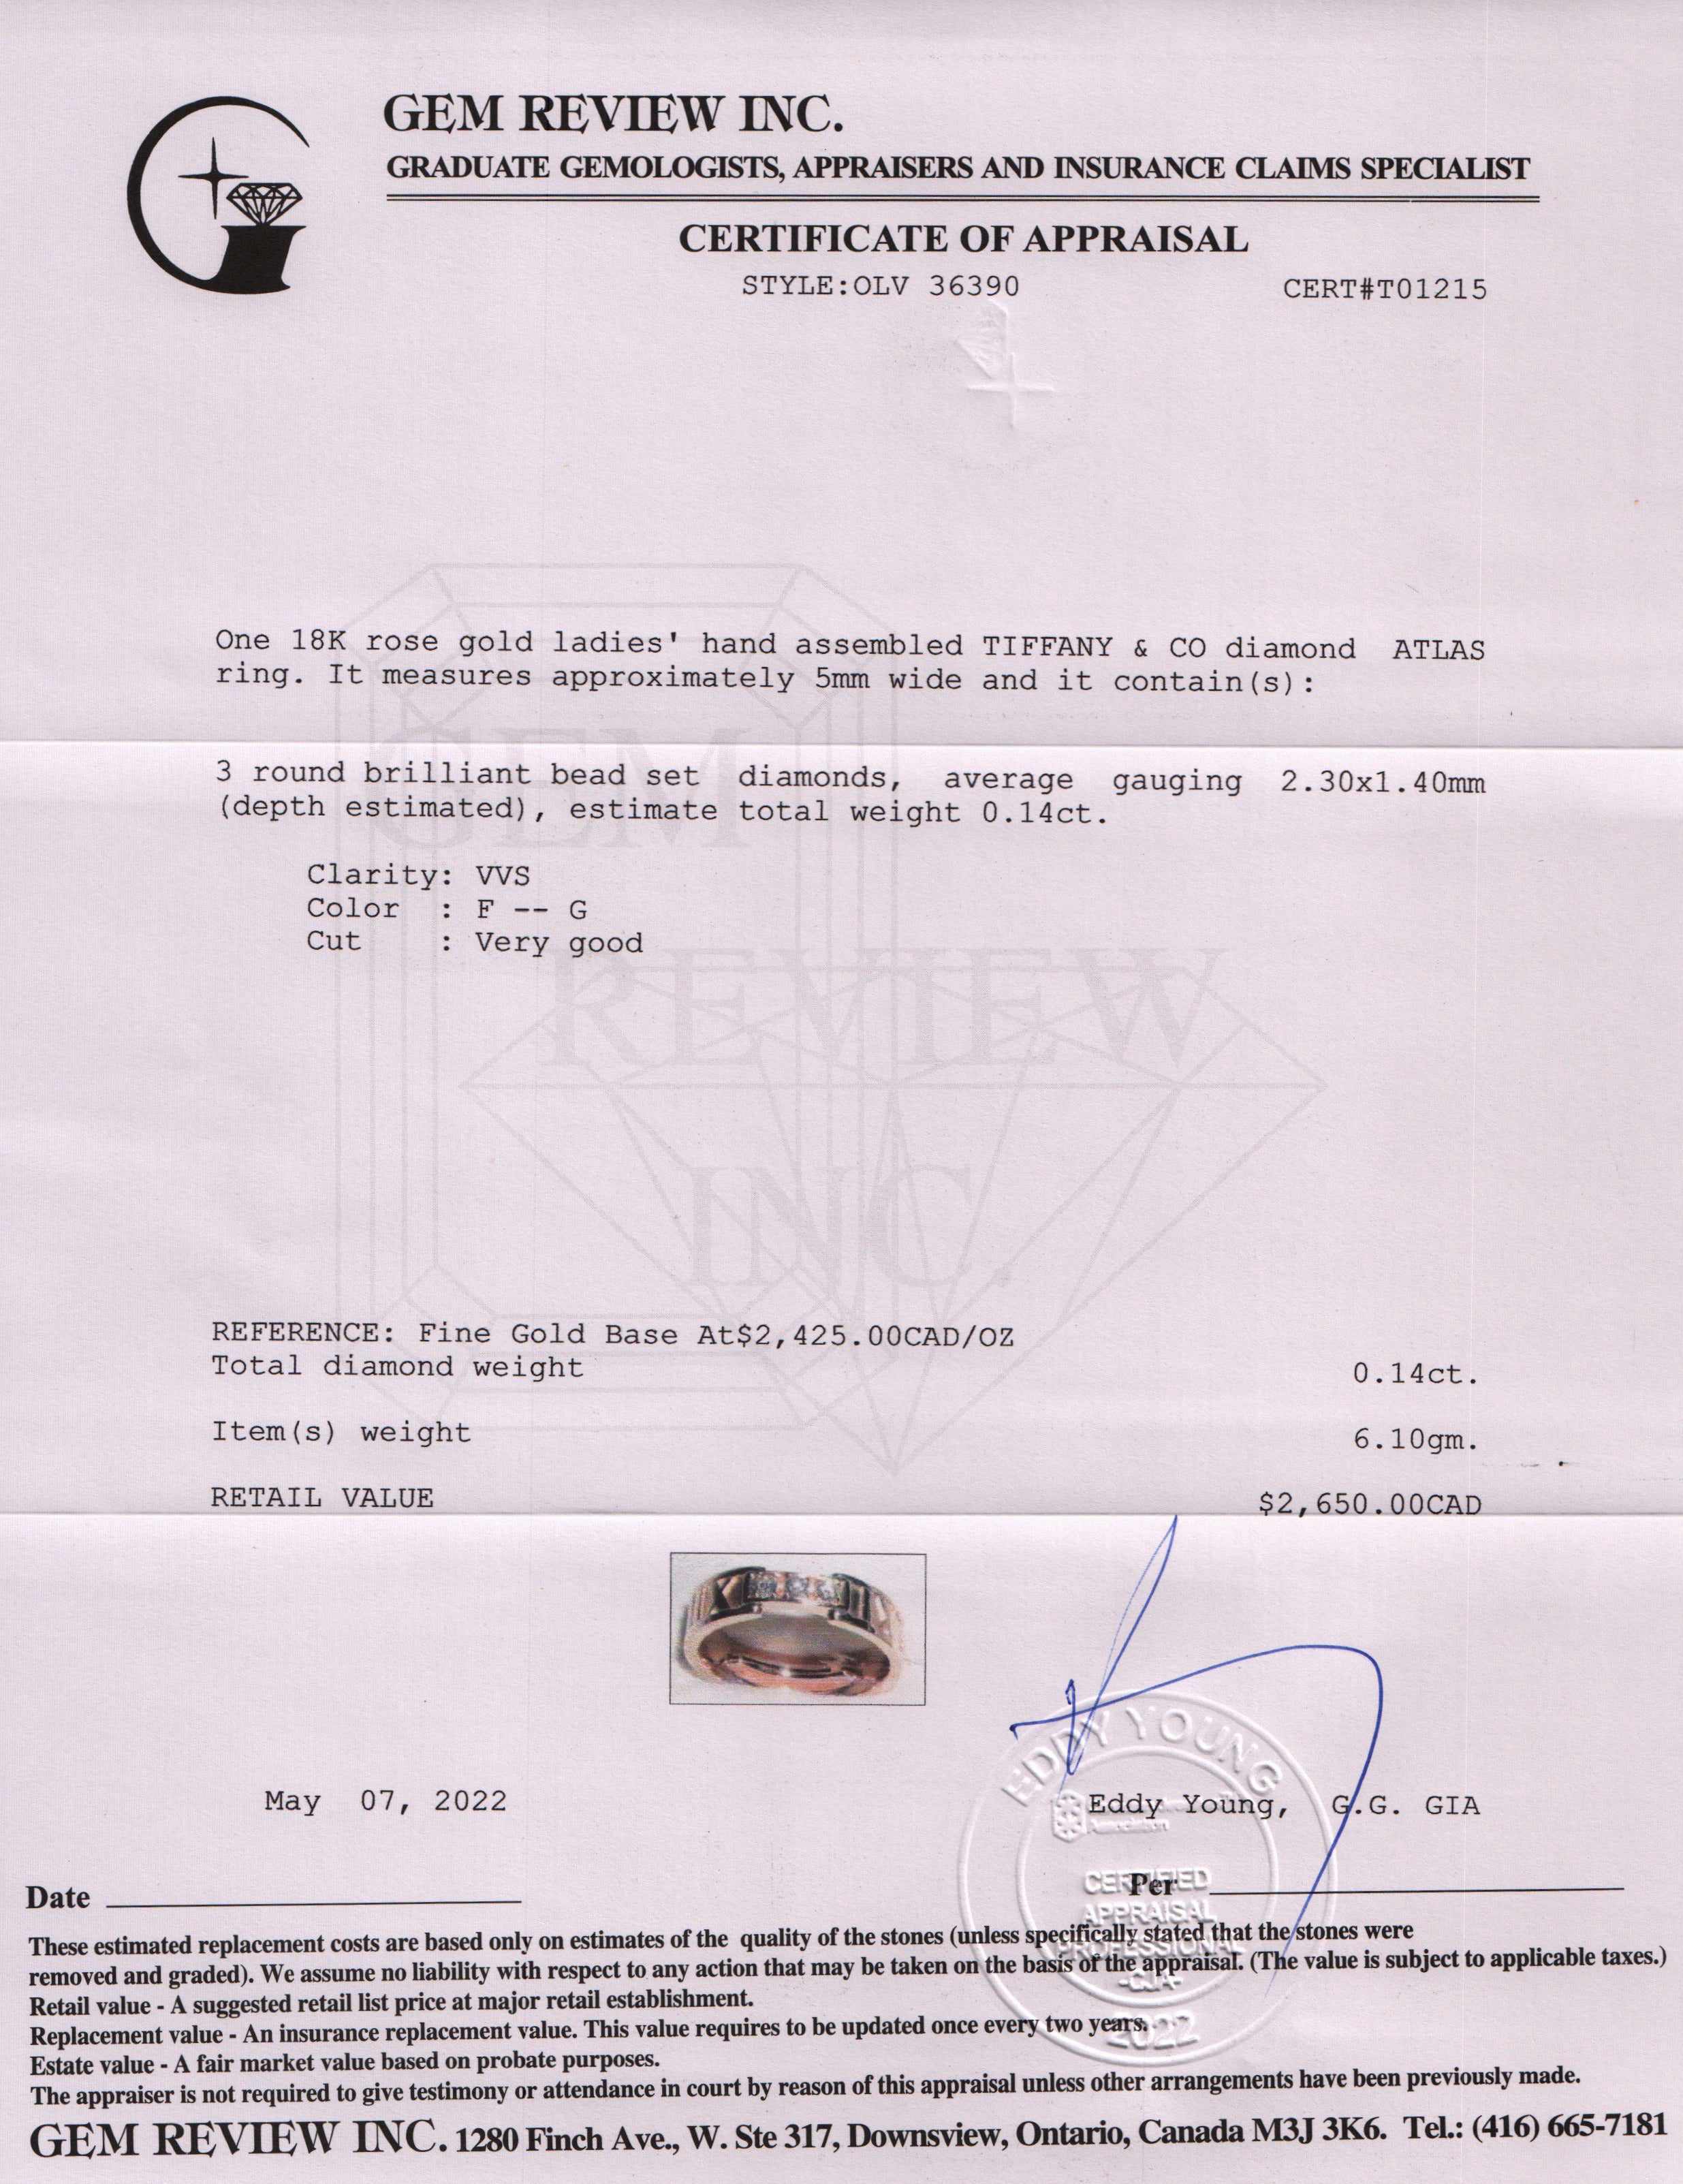 GEM REVIEW INC.
GRADUATE GEMOLOGISTS, APPRAISERS AND INSURANCE CLAIMS SPECIALIST
CERTIFICATE OF APPRAISAL
STYLE:OLV 36390 CERT#T01215
One 18K rose gold ladies' hand assembled TIFFANY & CO diamond ATLAS
ring. It measures approximately 5mm wide and it contain(s):
GEM
3 round brilliant bead set diamonds, average gauging 2.30x1.40mm
(depth estimated), estimate total weight 0.14ct.
Clarity: VVS
Color : F -- G
Cut : Very good
REVIEW
INC.
REFERENCE: Fine Gold Base At$2,425.00CAD/OZ
Total diamond weight 0.14ct.
Item(s) weight 6.10gm.
RETAIL VALUE $2,650.00CAD
EDDY YOUNG
May 07, 2022
Eddy Young, G.G. GIA
Association
CERTIFIED
APPRAISAL
PROFESSIONAL
-CJA-
2022
Date
Per
These estimated replacement costs are based only on estimates of the quality of the stones (unless specifically stated that the stones were
removed and graded). We assume no liability with respect to any action that may be taken on the basis of the appraisal. (The value is subject to applicable taxes.)
Retail value - A suggested retail list price at major retail establishment.
Replacement value - An insurance replacement value. This value requires to be updated once every two years.
Estate value - A fair market value based on probate purposes.
The appraiser is not required to give testimony or attendance in court by reason of this appraisal unless other arrangements have been previously made.
GEM REVIEW INC. 1280 Finch Ave., W. Ste 317, Downsview, Ontario, Canada M3J 3K6. Tel.: (416) 665-7181